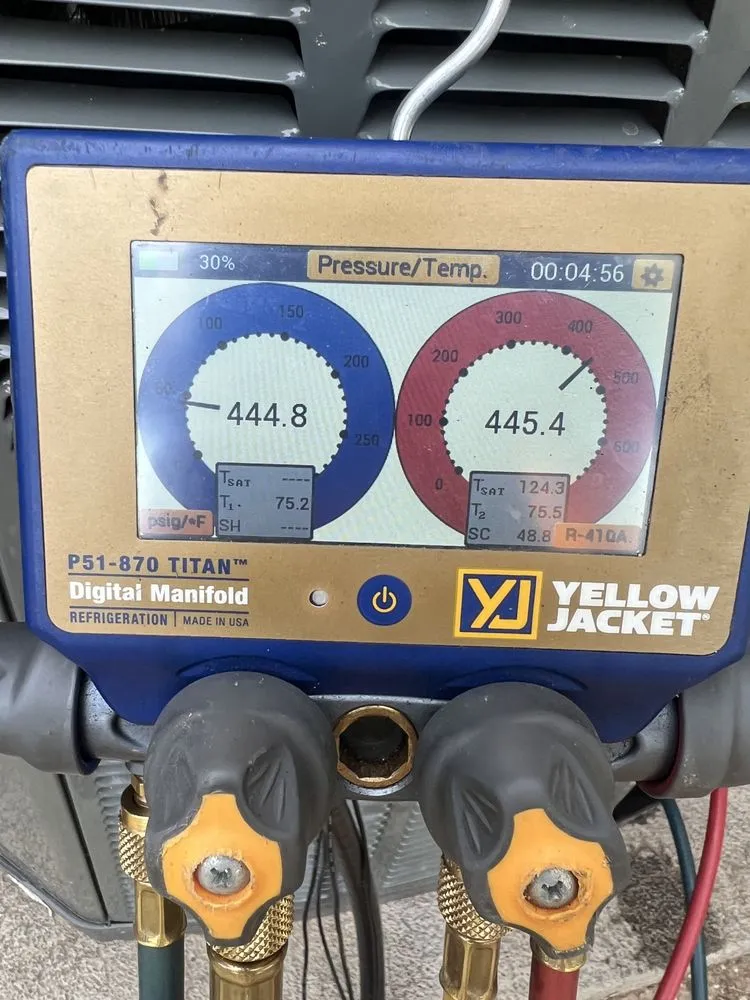 30% Pressure/Temp. 00:04:56
50 100 150 200 250
444.8
TSAT ----
T1. 75.2
SH ----
psig/°F
0 100 200 300 400 500 600
445.4
TSAT 124.3
T2 75.5
SC 48.8
R-410A
P51-870 TITAN™
Digital Manifold
REFRIGERATION | MADE IN USA
YJ YELLOW
JACKET®